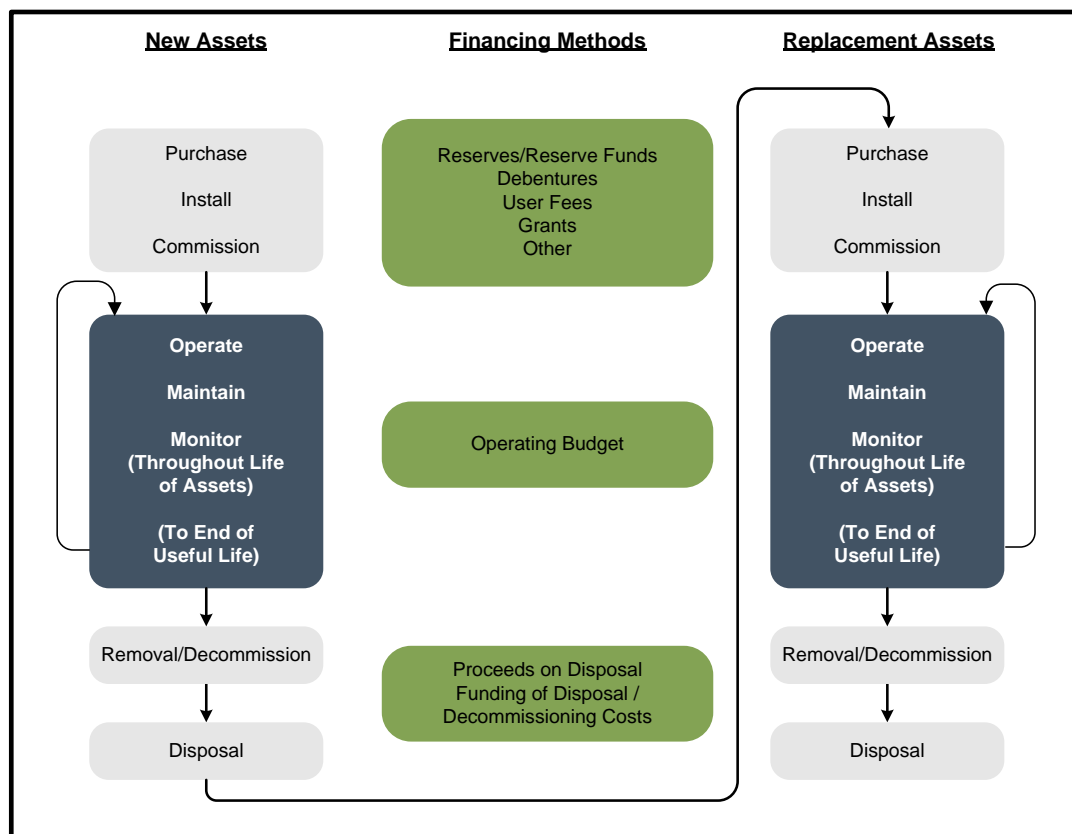 New Assets
Financing Methods
Replacement Assets
Purchase
Install
Commission
Reserves/Reserve Funds
Debentures
User Fees
Grants
Other
Purchase
Install
Commission
Operate
Maintain
Monitor
(Throughout Life
of Assets)
(To End of
Useful Life)
Operating Budget
Operate
Maintain
Monitor
(Throughout Life
of Assets)
(To End of
Useful Life)
Removal/Decommission
Proceeds on Disposal
Funding of Disposal /
Decommissioning Costs
Removal/Decommission
Disposal
Disposal